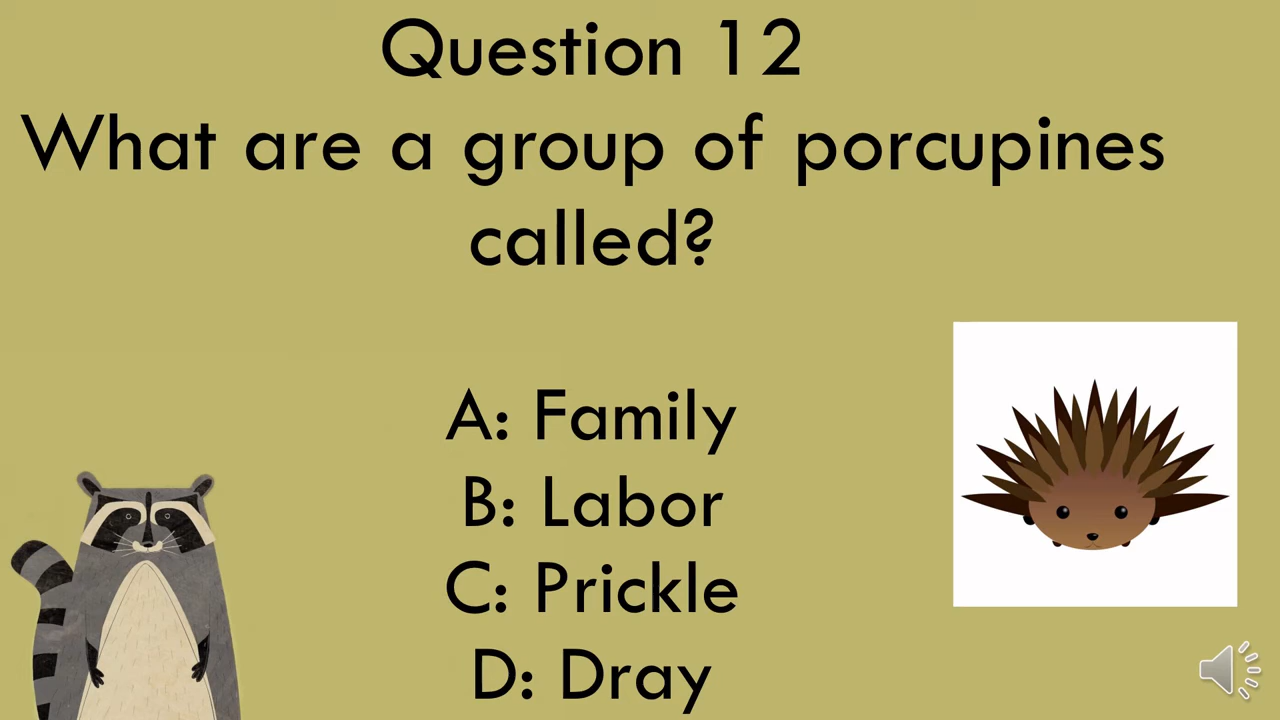 Question 12
What are a group of porcupines
called?
A: Family
B: Labor
C: Prickle
D: Dray